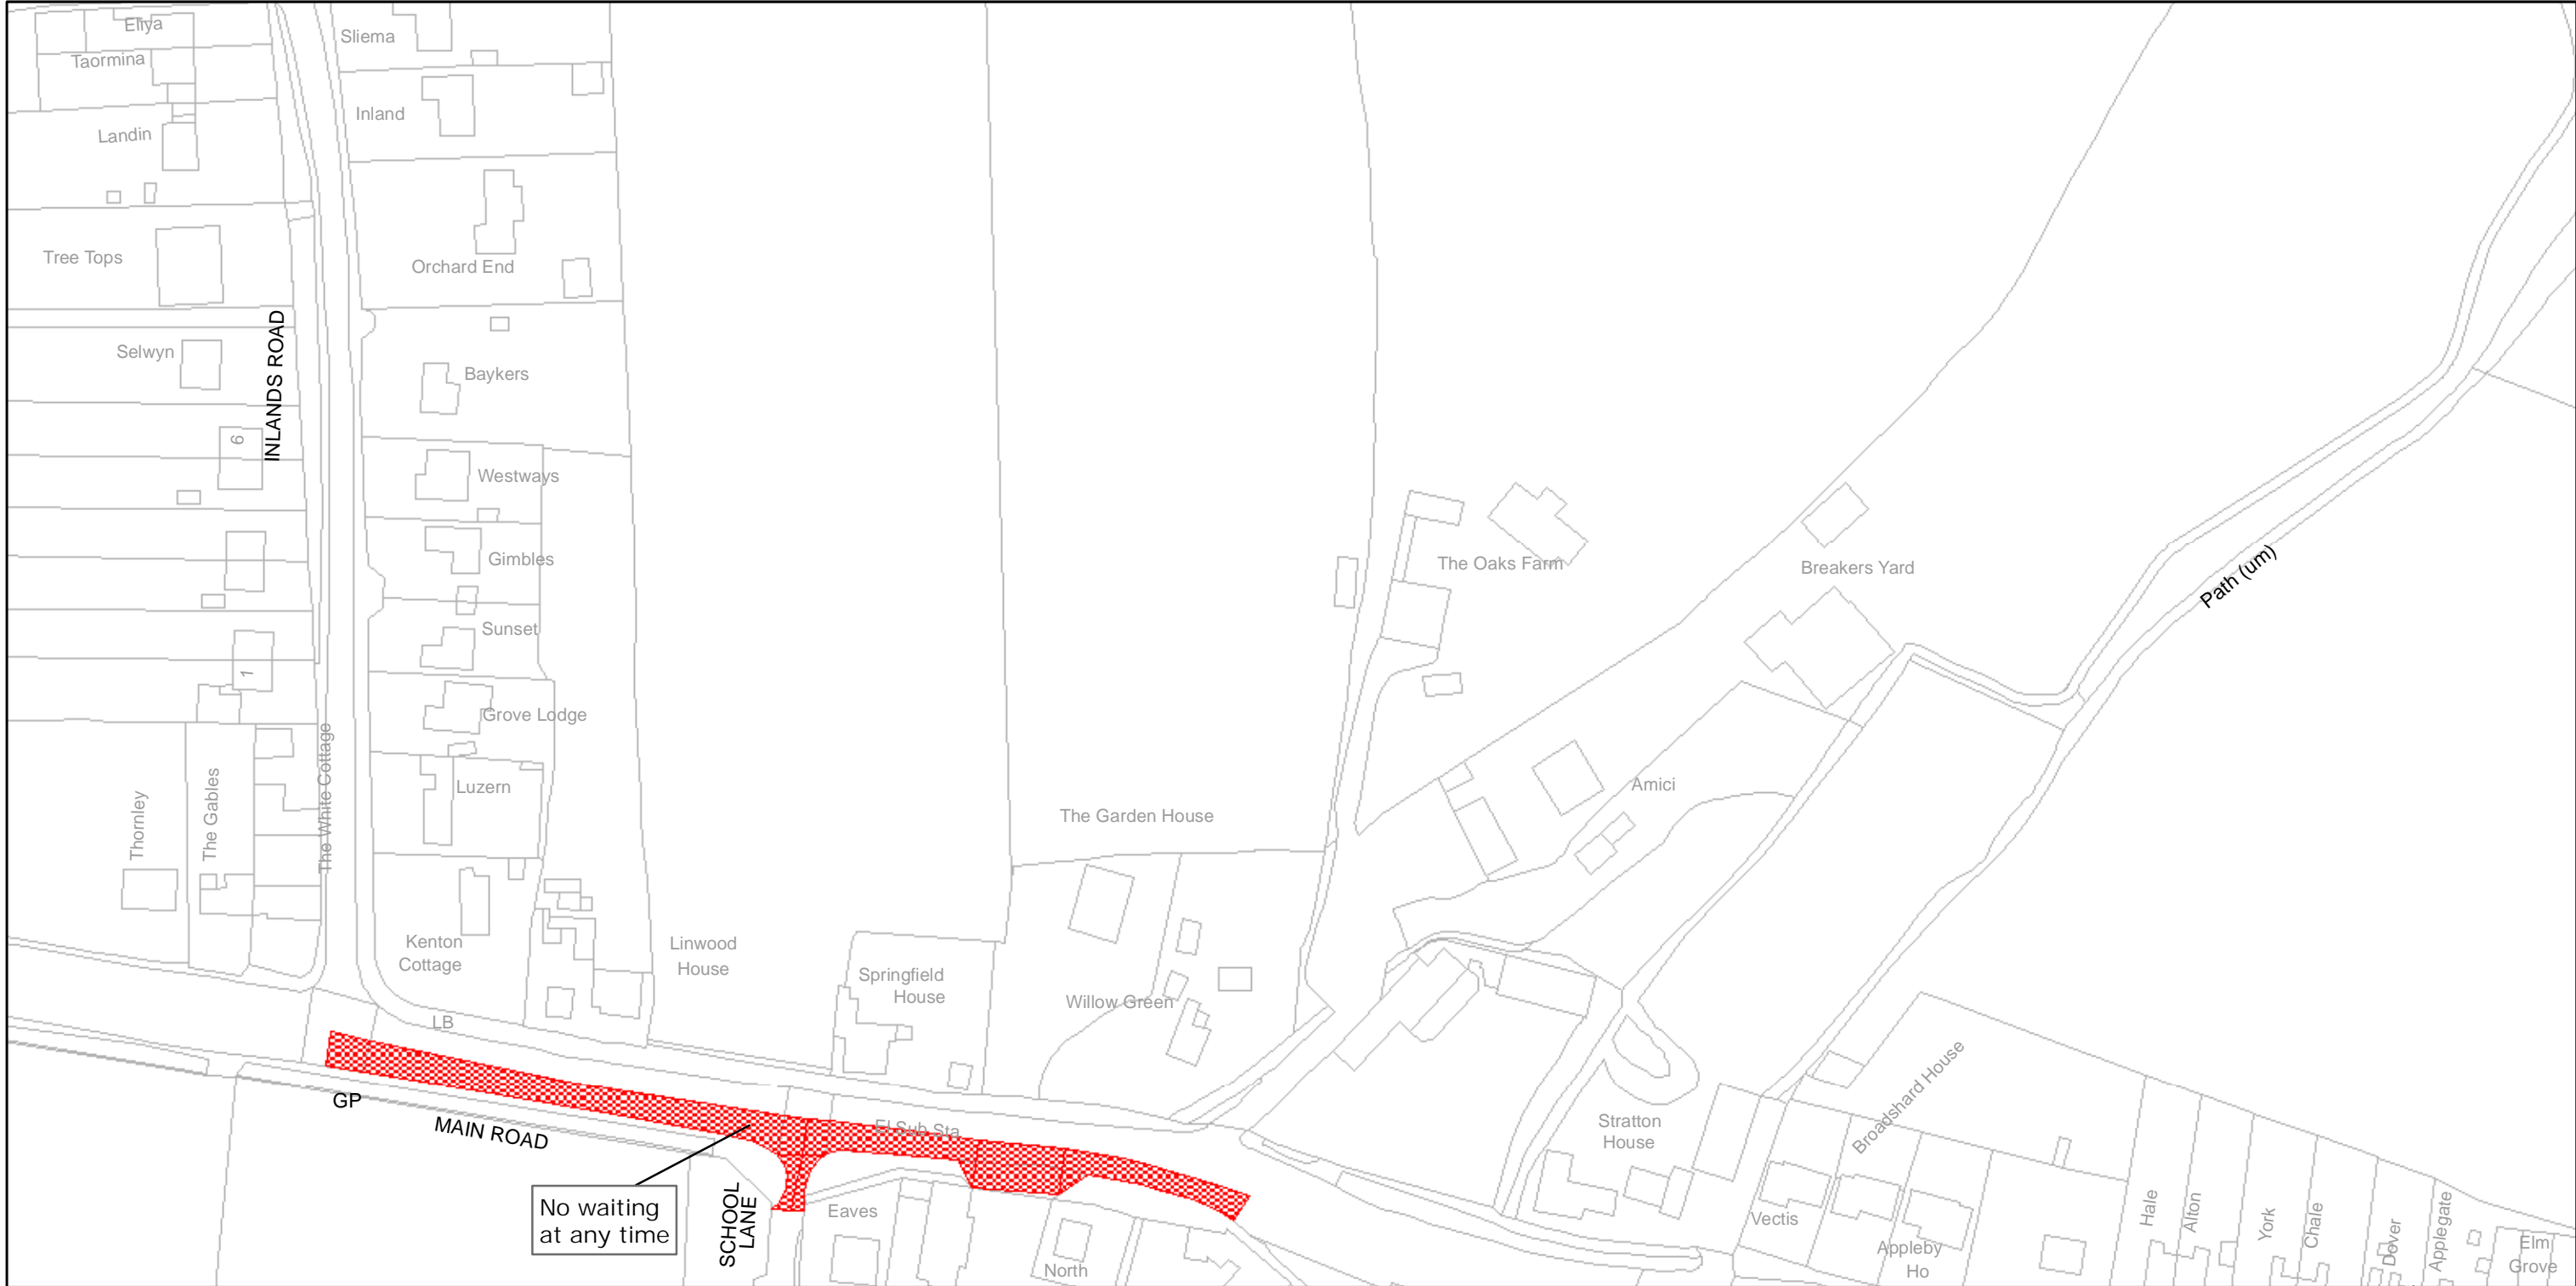 Eliya
Taormina
Landin
Tree Tops
Selwyn
INLANDS ROAD
6
1
Thornley
The Gables
The White Cottage
Sliema
Inland
Orchard End
Baykers
Westways
Gimbles
Sunset
Grove Lodge
Luzern
Kenton
Cottage
Linwood
House
LB
GP
MAIN ROAD
No waiting
at any time
SCHOOL
LANE
Springfield
House
El Sub Sta
Eaves
The Garden House
Willow Green
North
The Oaks Farm
Breakers Yard
Amici
Path (um)
Stratton
House
Broadshard House
Vectis
Appleby
Ho
Hale
Alton
York
Chale
Dover
Applegate
Elm
Grove